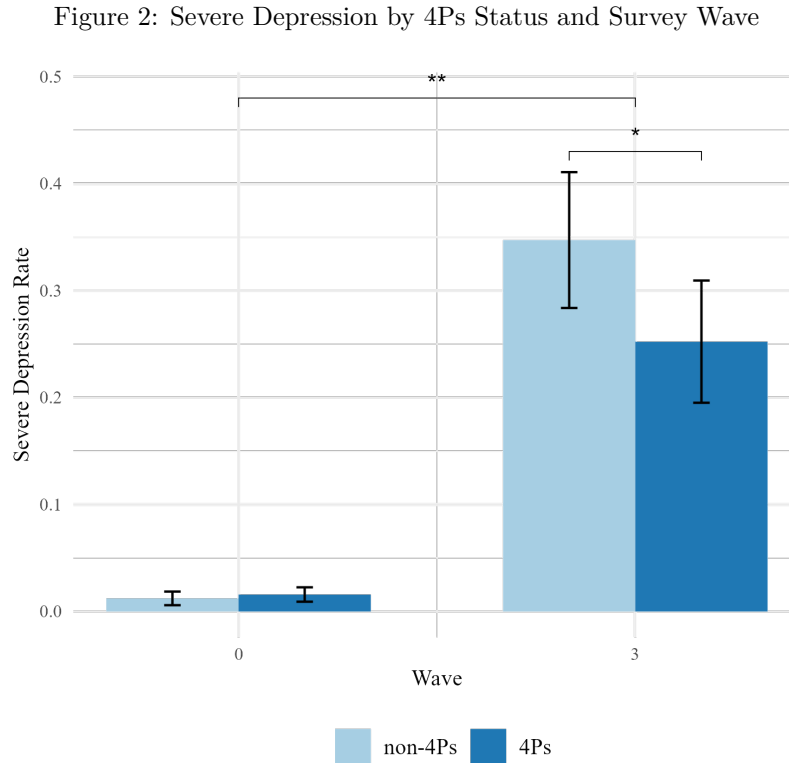 Figure 2: Severe Depression by 4Ps Status and Survey Wave
0.5
**
*
0.4
0.3
0.2
0.1
0.0
Severe Depression Rate
0
3
Wave
non-4Ps
4Ps